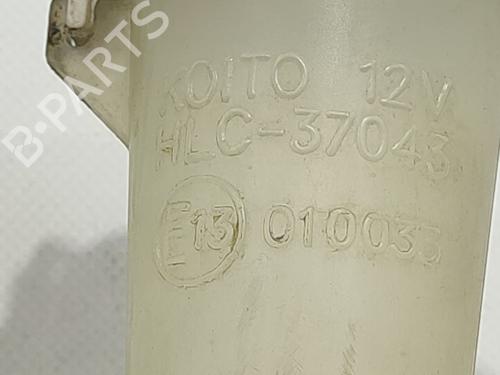 B-PARTS
KOITO 12V
HLC-37043
E13 010033